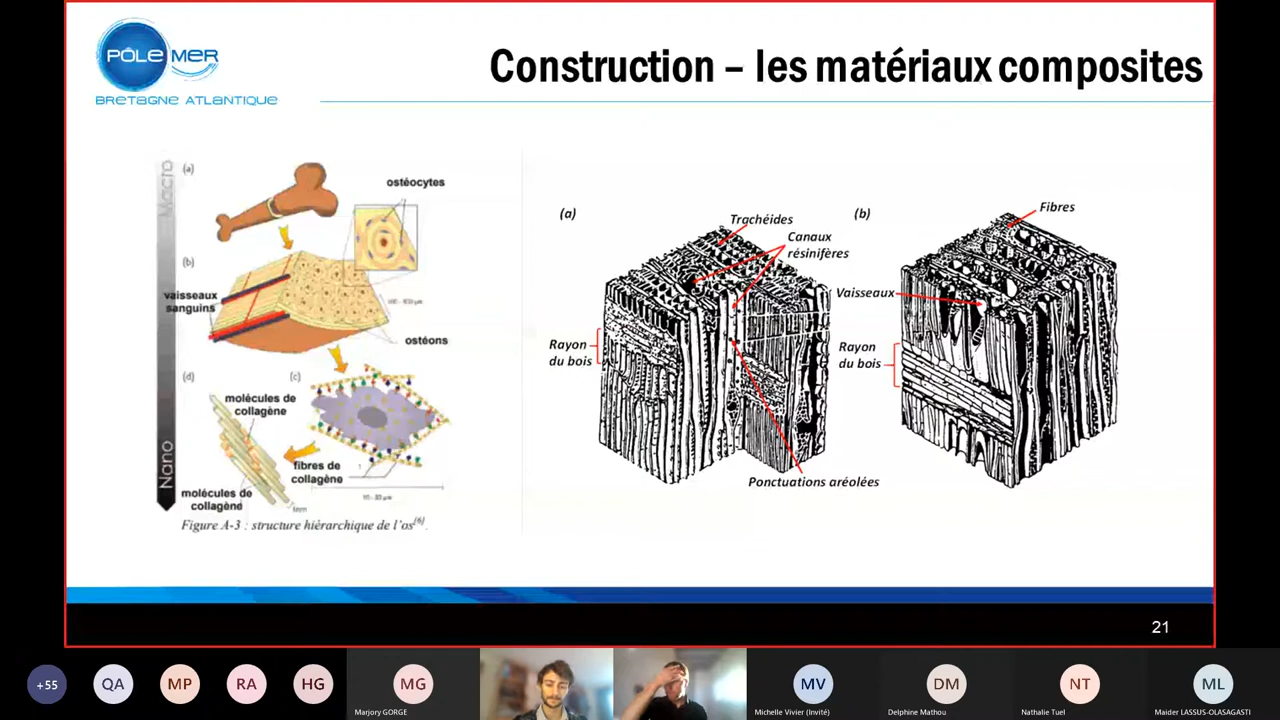 PÔLE MER
BRETAGNE ATLANTIQUE
Construction – les matériaux composites
Macro
Nano
(a)
ostéocytes
(b)
vaisseaux
sanguins
ostéons
(d)
(c)
molécules de
collagène
fibres de
collagène
molécules de
collagène
Figure A-3 : structure hiérarchique de l'os[6].
(a)
Trachéides
Canaux
résinifères
Rayon
du bois
Ponctuations aréolées
(b)
Fibres
Vaisseaux
Rayon
du bois
21
+55
QA
MP
RA
HG
MG
Marjory GORGE
MV
Michelle Vivier (Invité)
DM
Delphine Mathou
NT
Nathalie Tuel
ML
Maider LASSUS-OLASAGASTI